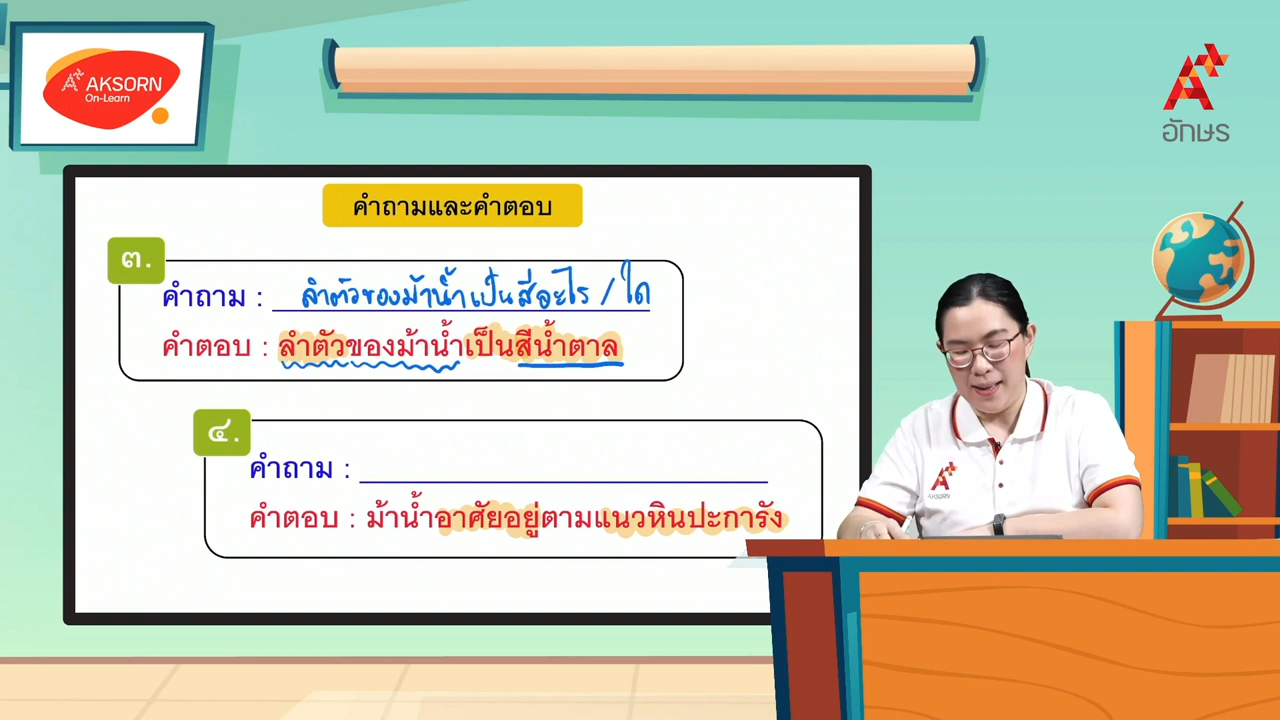 AKSORN
On-Learn
อักษร
คำถามและคำตอบ
๓.
คำถาม : ลำตัวของม้าน้ำเป็นสีอะไร / ใด
คำตอบ : ลำตัวของม้าน้ำเป็นสีน้ำตาล
๔.
คำถาม :
คำตอบ : ม้าน้ำอาศัยอยู่ตามแนวหินปะการัง
AKSORN